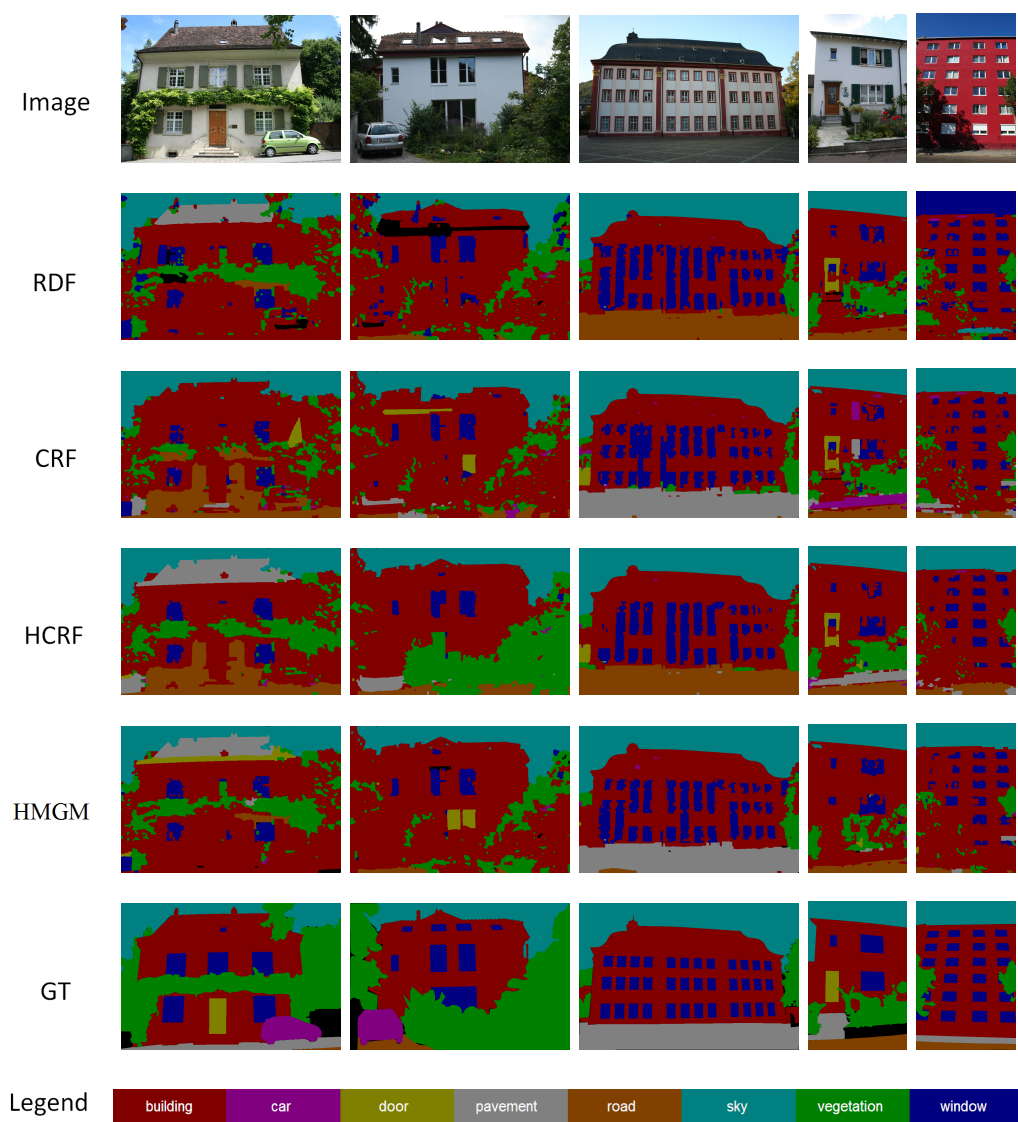 Image
RDF
CRF
HCRF
HMGM
GT
Legend building car door pavement road sky vegetation window